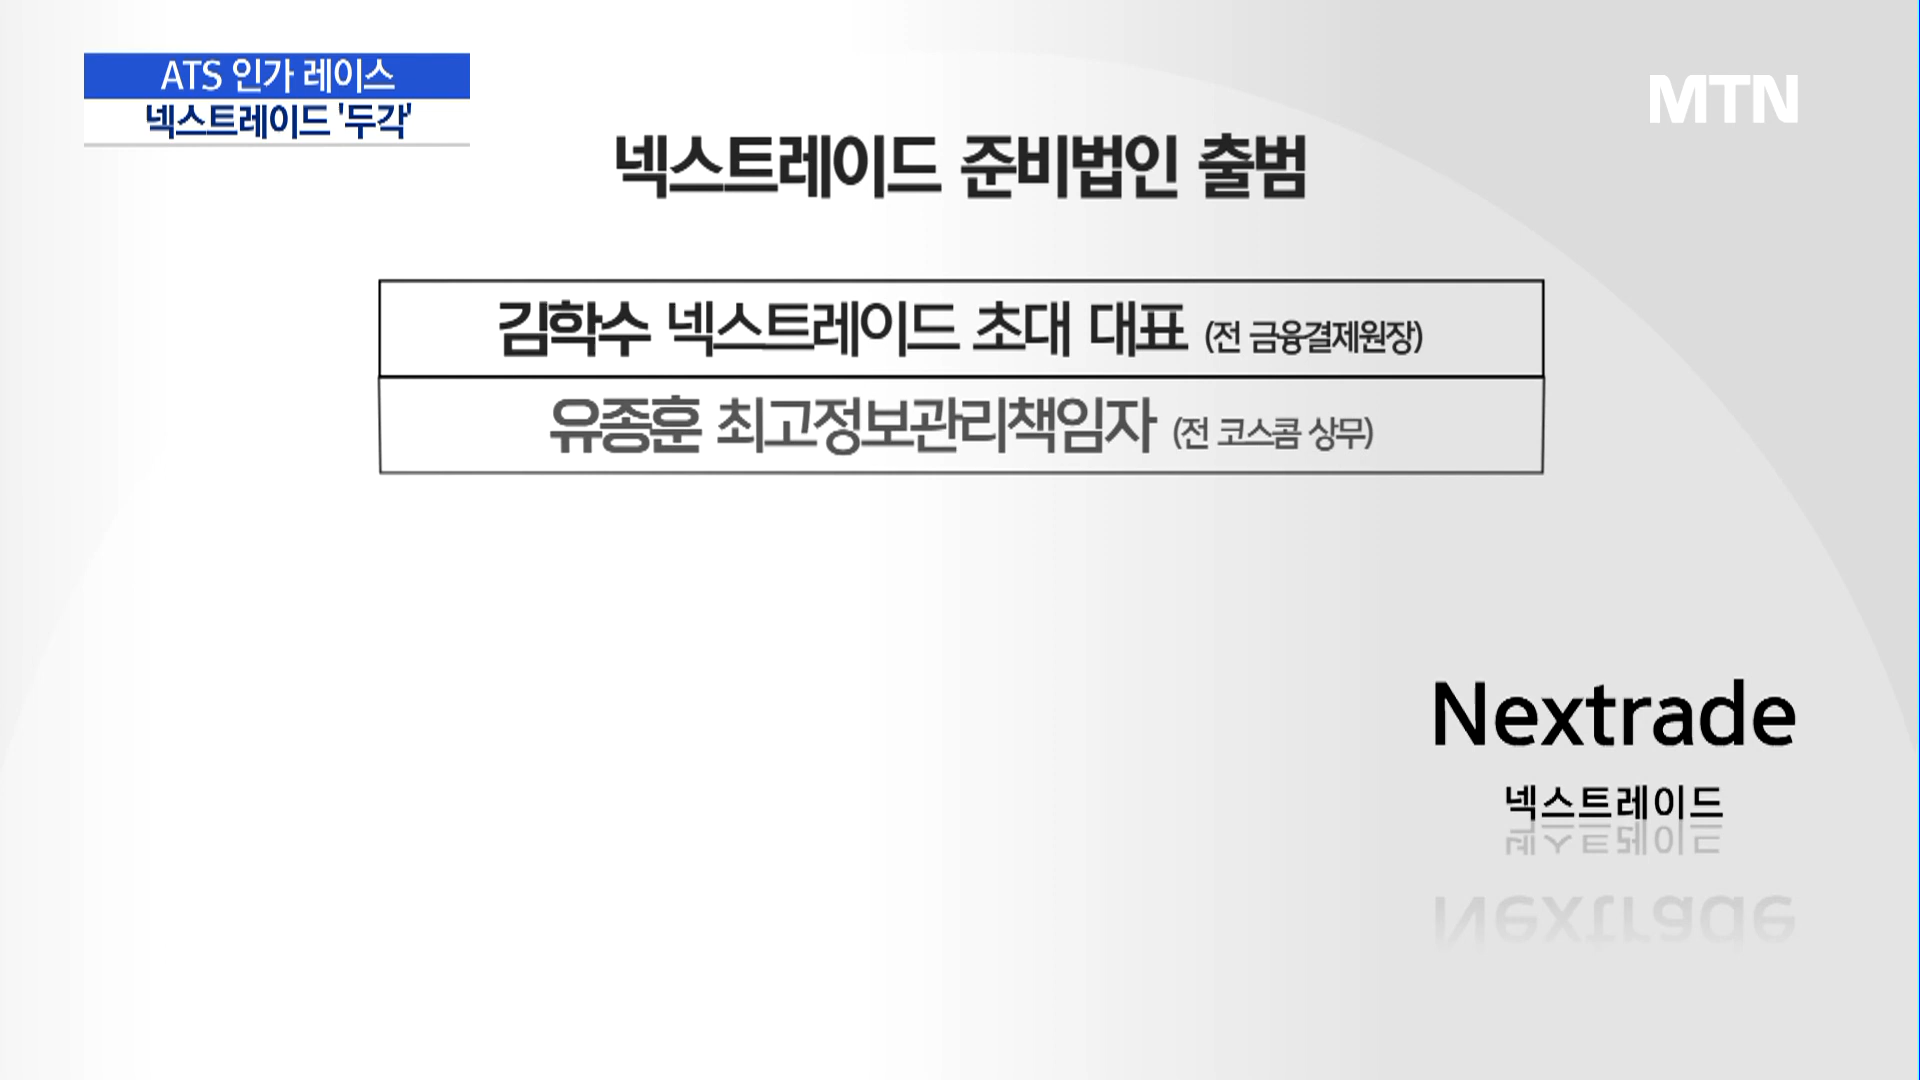 ATS 인가 레이스
넥스트레이드 '두각'
MTN
넥스트레이드 준비법인 출범
김학수 넥스트레이드 초대 대표 (전 금융결제원장)
유종훈 최고정보관리책임자 (전 코스콤 상무)
Nextrade
넥스트레이드